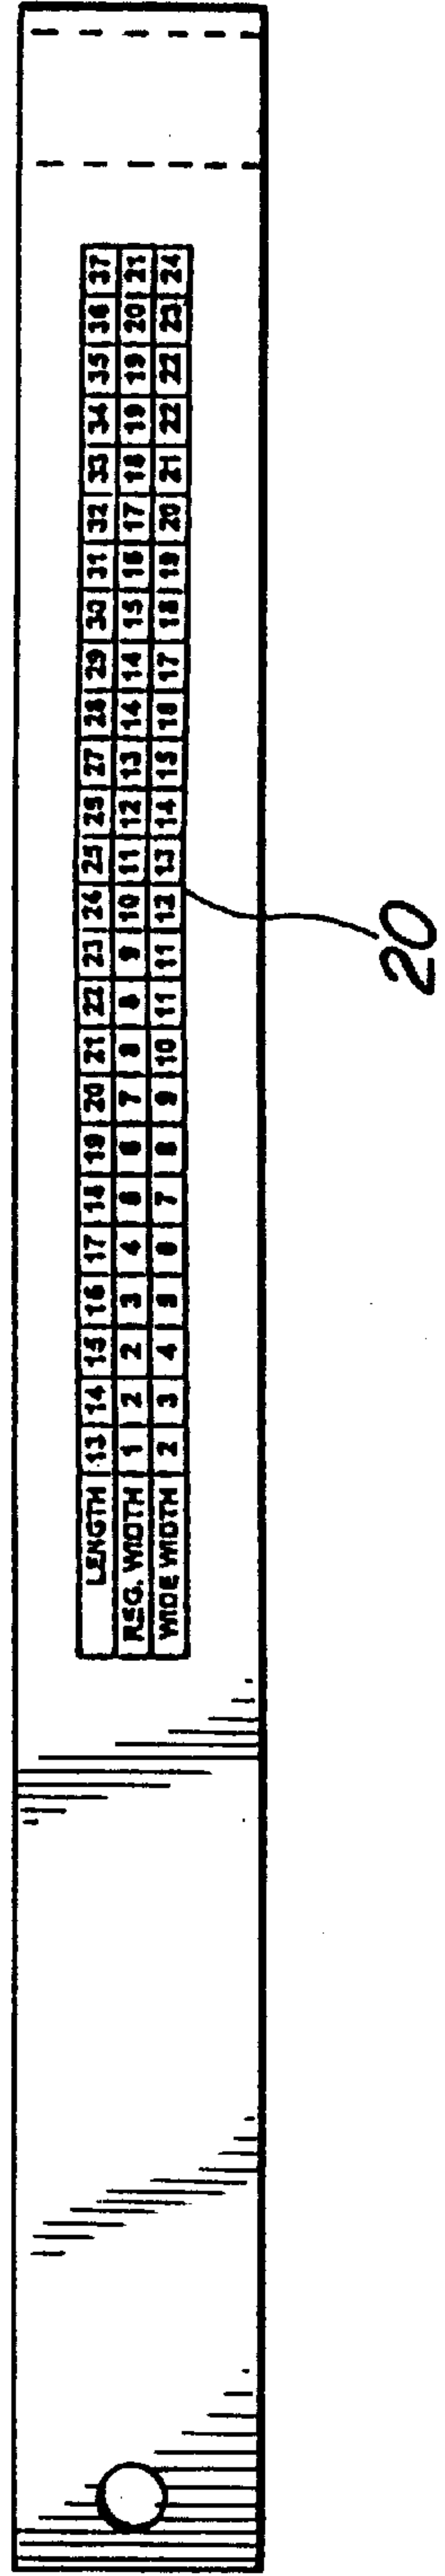 LENGTH 13 14 15 16 17 18 19 20 21 22 23 24 25 26 27 28 29 30 31 32 33 34 35 36 37
REG. WIDTH 1 2 2 3 4 5 6 7 8 8 9 10 11 12 13 14 14 15 16 17 18 19 19 20 21
WIDE WIDTH 2 3 4 5 6 7 8 9 10 11 11 12 13 14 15 16 17 18 19 20 21 22 22 23 24
20